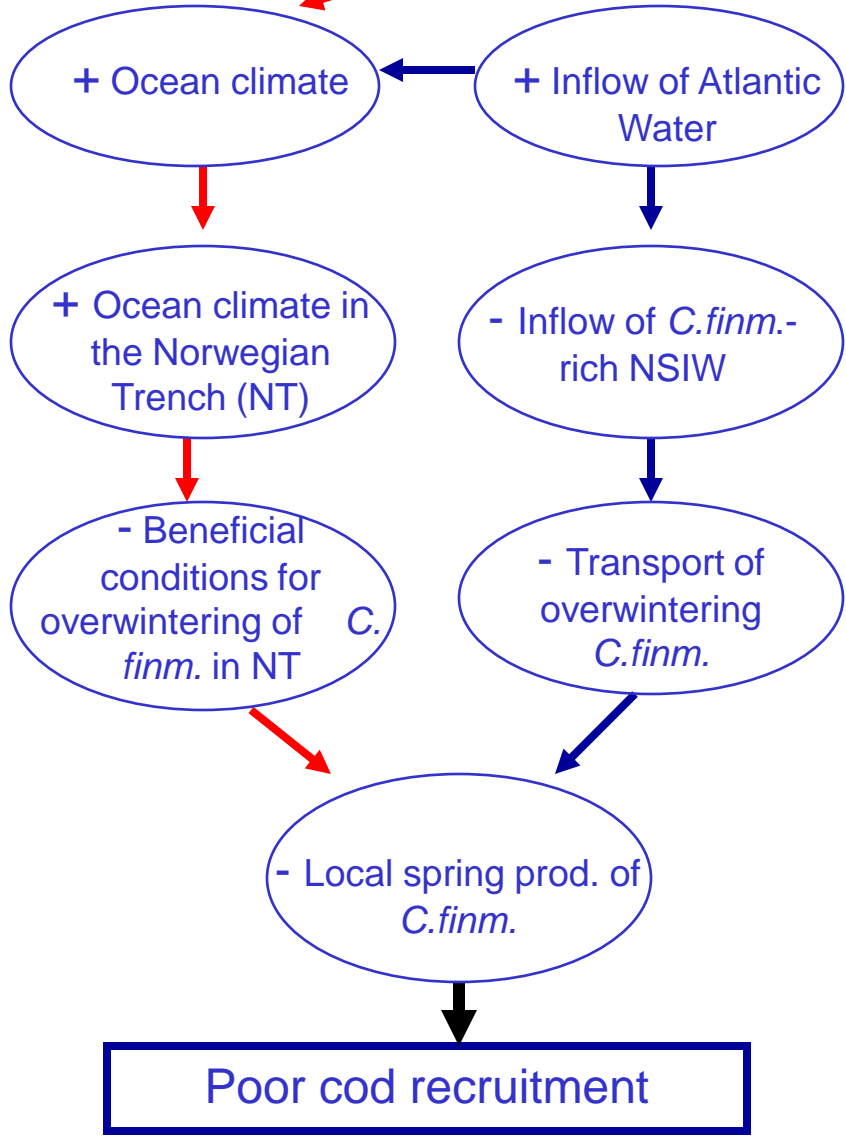 + Ocean climate
+ Inflow of Atlantic
Water
+ Ocean climate in
the Norwegian
Trench (NT)
- Inflow of C.finm.-
rich NSIW
- Beneficial
conditions for
overwintering of C.
finm. in NT
- Transport of
overwintering
C.finm.
- Local spring prod. of
C.finm.
Poor cod recruitment